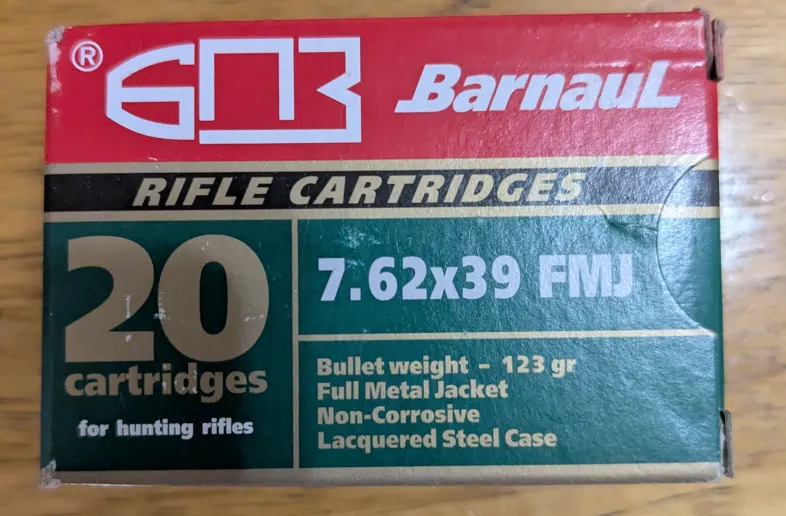 ® БПЗ Barnaul
RIFLE CARTRIDGES
20
cartridges
for hunting rifles
7.62x39 FMJ
Bullet weight - 123 gr
Full Metal Jacket
Non-Corrosive
Lacquered Steel Case